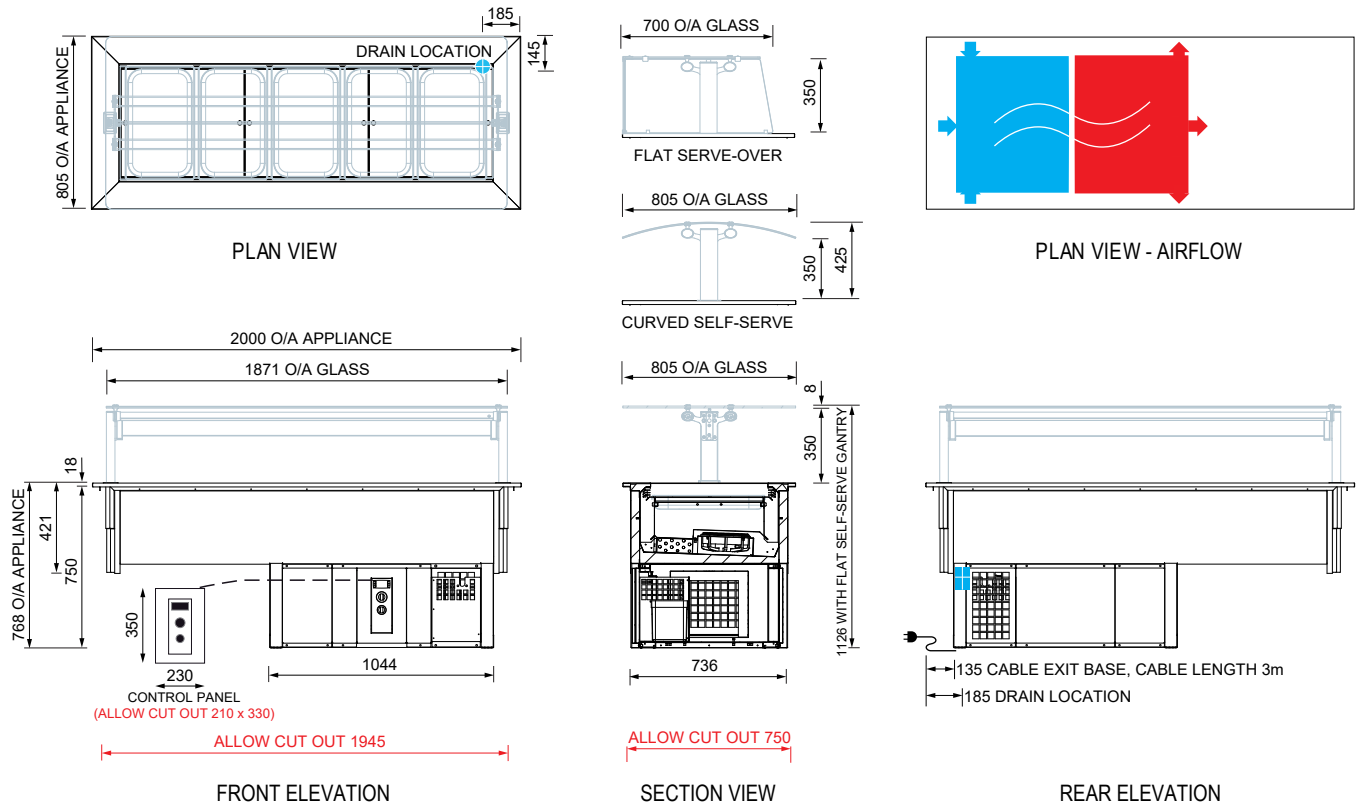 185
145
DRAIN LOCATION
805 O/A APPLIANCE
PLAN VIEW
700 O/A GLASS
350
FLAT SERVE-OVER
805 O/A GLASS
350
425
CURVED SELF-SERVE
PLAN VIEW - AIRFLOW
2000 O/A APPLIANCE
1871 O/A GLASS
18
768 O/A APPLIANCE
421
750
350
230
CONTROL PANEL
(ALLOW CUT OUT 210 x 330)
1044
ALLOW CUT OUT 1945
FRONT ELEVATION
805 O/A GLASS
8
350
1126 WITH FLAT SELF-SERVE GANTRY
736
ALLOW CUT OUT 750
SECTION VIEW
135 CABLE EXIT BASE, CABLE LENGTH 3m
185 DRAIN LOCATION
REAR ELEVATION